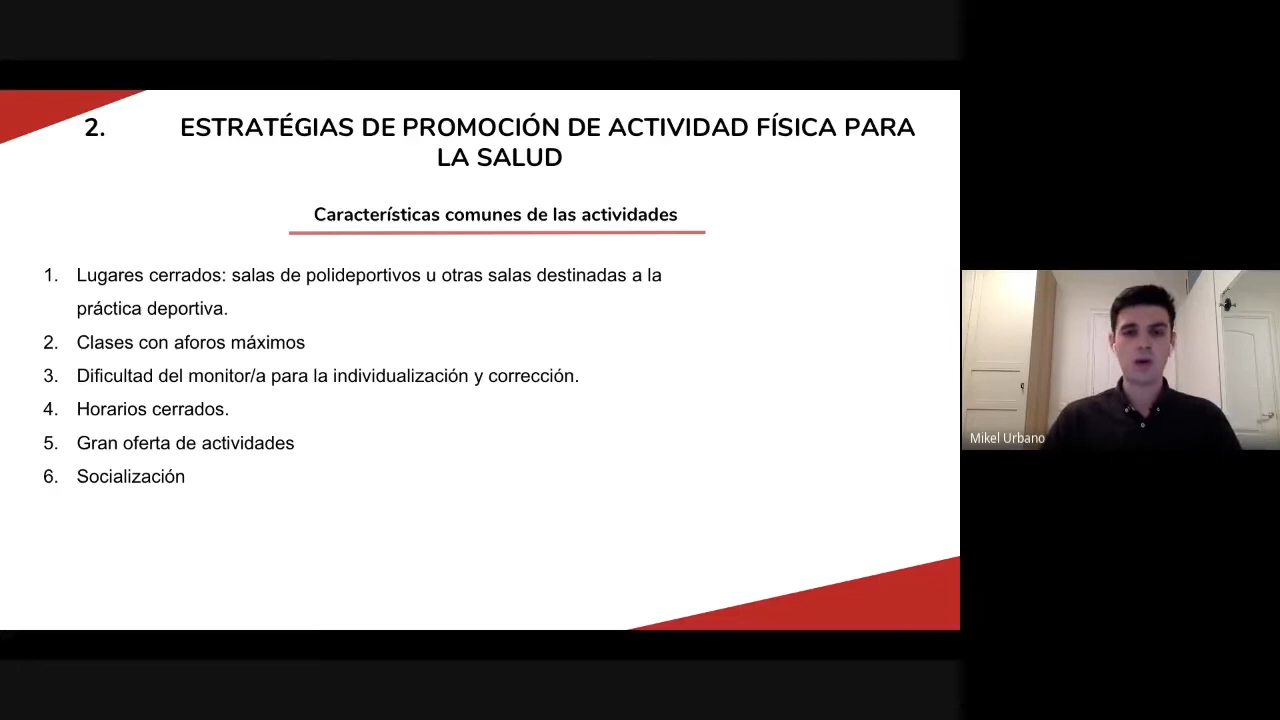 2. ESTRATÉGIAS DE PROMOCIÓN DE ACTIVIDAD FÍSICA PARA
LA SALUD
Características comunes de las actividades
1. Lugares cerrados: salas de polideportivos u otras salas destinadas a la
práctica deportiva.
2. Clases con aforos máximos
3. Dificultad del monitor/a para la individualización y corrección.
4. Horarios cerrados.
5. Gran oferta de actividades
6. Socialización
Mikel Urbano